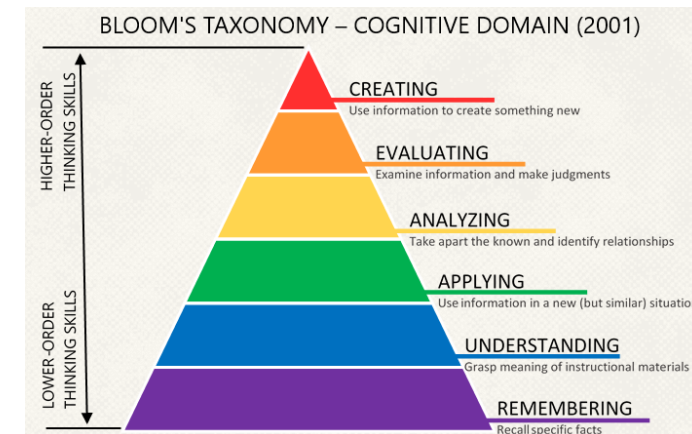 BLOOM'S TAXONOMY – COGNITIVE DOMAIN (2001)
HIGHER-ORDER
THINKING SKILLS
CREATING
Use information to create something new
EVALUATING
Examine information and make judgments
ANALYZING
Take apart the known and identify relationships
APPLYING
Use information in a new (but similar) situatio
LOWER-ORDER
THINKING SKILLS
UNDERSTANDING
Grasp meaning of instructional materials
REMEMBERING
Recall specific facts